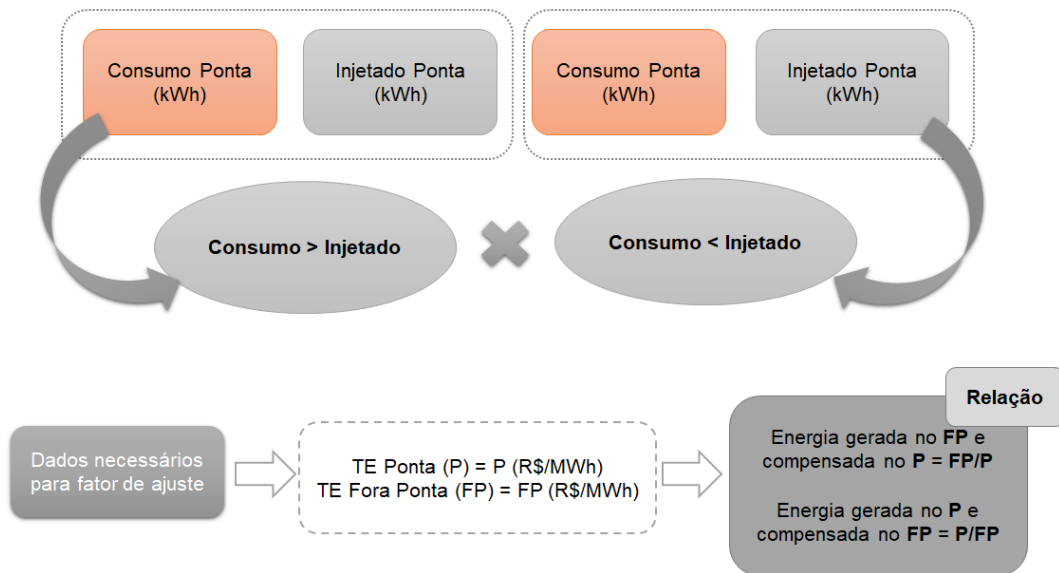 Consumo Ponta
(kWh)
Injetado Ponta
(kWh)
Consumo Ponta
(kWh)
Injetado Ponta
(kWh)
Consumo > Injetado
Consumo < Injetado
Dados necessários
para fator de ajuste
TE Ponta (P) = P (R$/MWh)
TE Fora Ponta (FP) = FP (R$/MWh)
Relação
Energia gerada no FP e
compensada no P = FP/P
Energia gerada no P e
compensada no FP = P/FP